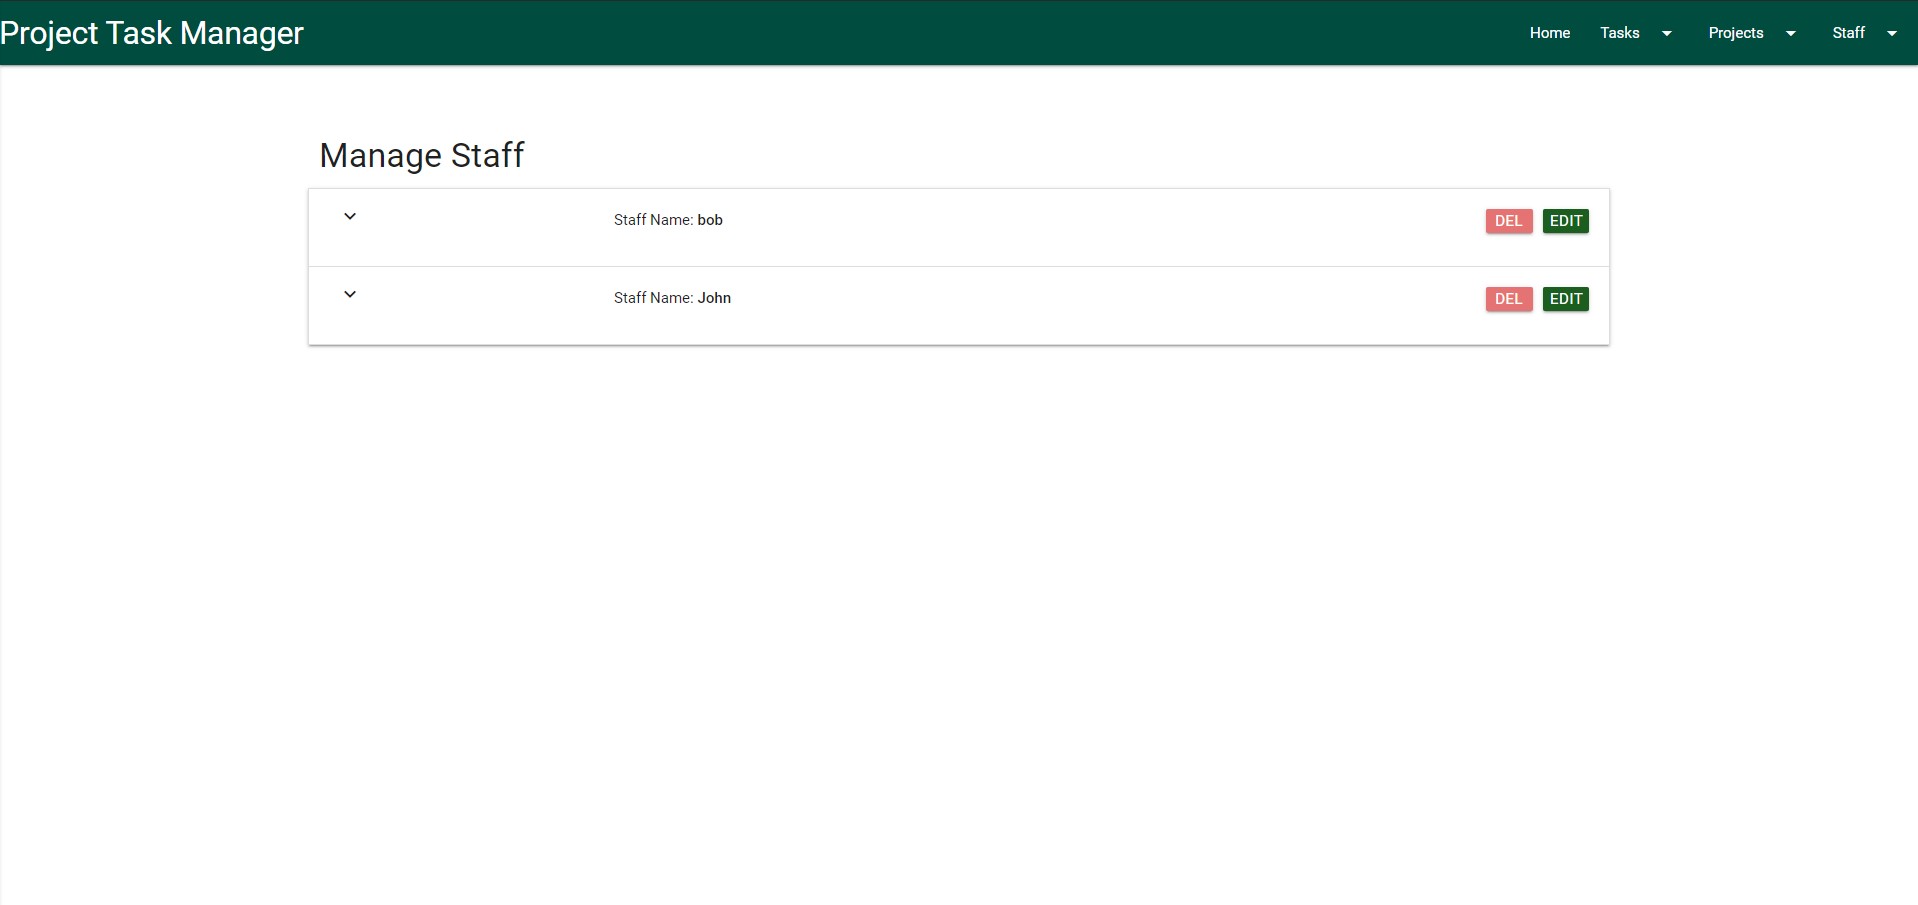 Project Task Manager Home Tasks Projects Staff
Manage Staff
Staff Name: bob DEL EDIT
Staff Name: John DEL EDIT